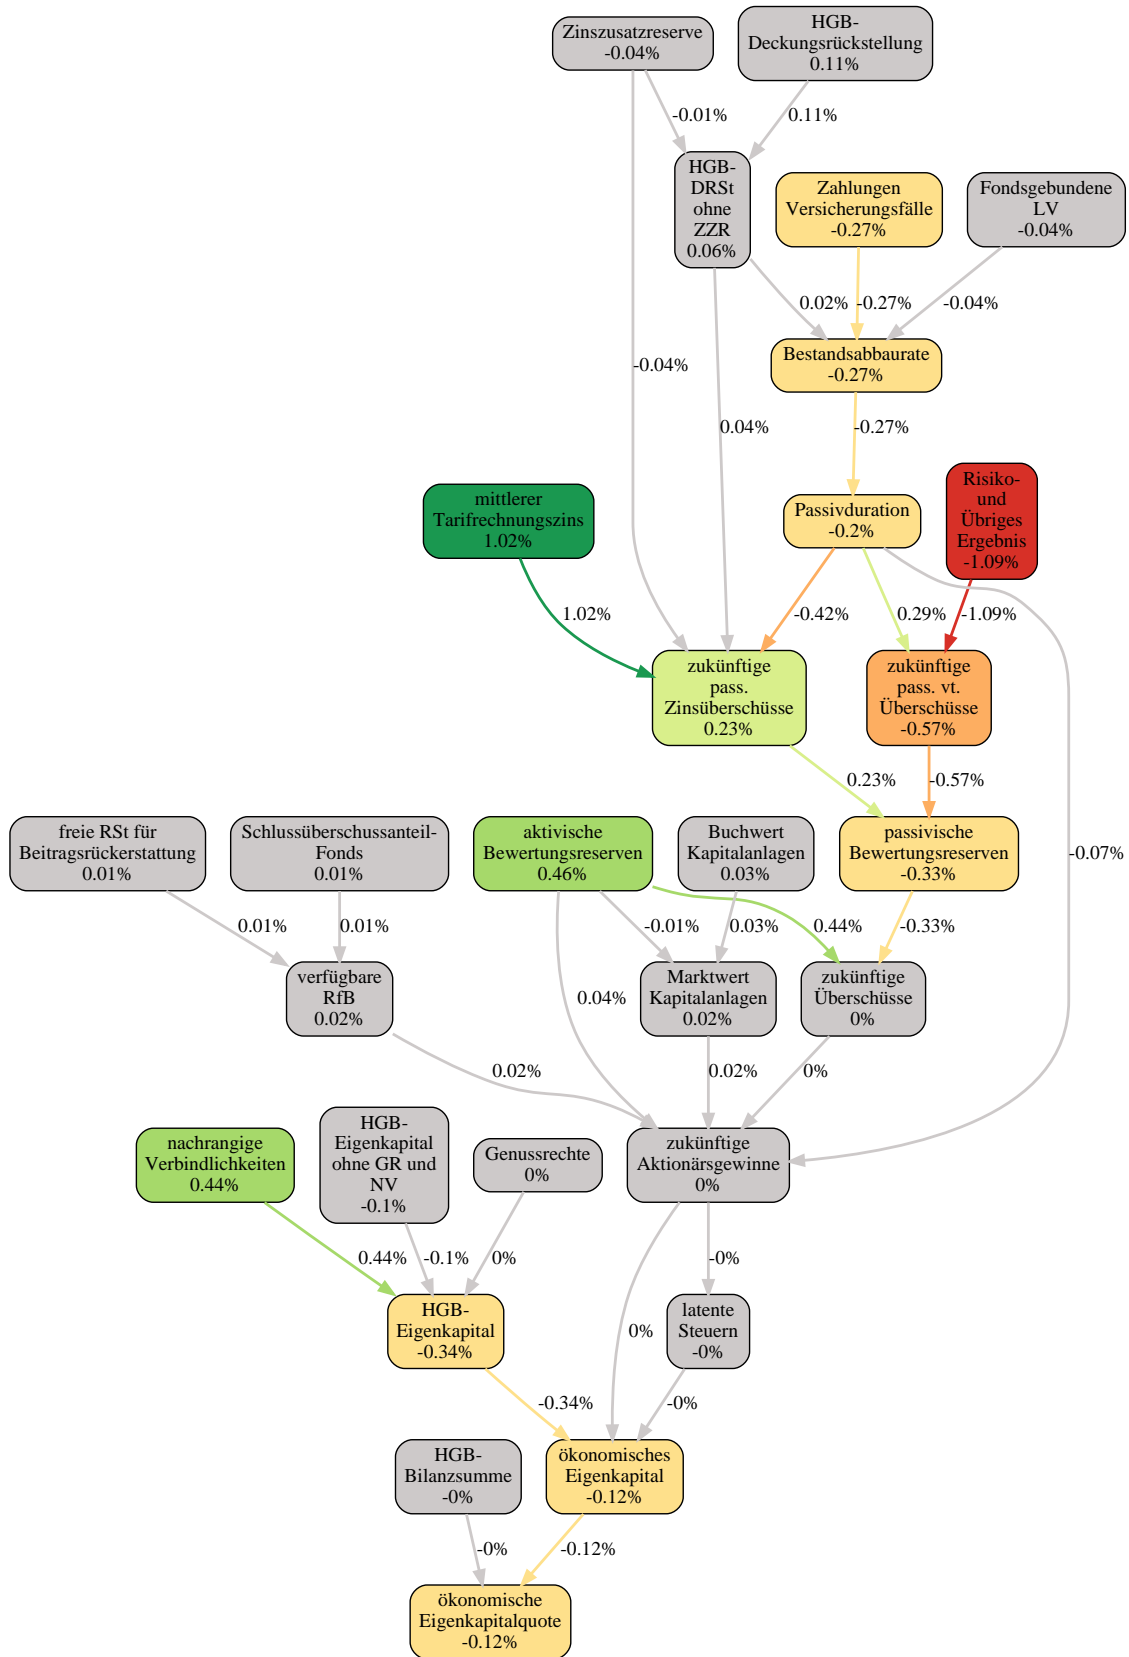 Zinszusatzreserve
-0.04%
HGB-
Deckungsrückstellung
0.11%
-0.01%
0.11%
HGB-
DRSt
ohne
ZZR
0.06%
Zahlungen
Versicherungsfälle
-0.27%
Fondsgebundene
LV
-0.04%
0.02%
-0.27%
-0.04%
-0.04%
Bestandsabbaurate
-0.27%
0.04%
-0.27%
mittlerer
Tarifrechnungszins
1.02%
Passivduration
-0.2%
Risiko-
und
Übriges
Ergebnis
-1.09%
1.02%
-0.42%
0.29%
-1.09%
zukünftige
pass.
Zinsüberschüsse
0.23%
zukünftige
pass. vt.
Überschüsse
-0.57%
0.23%
-0.57%
freie RSt für
Beitragsrückerstattung
0.01%
Schlussüberschussanteil-
Fonds
0.01%
aktivische
Bewertungsreserven
0.46%
Buchwert
Kapitalanlagen
0.03%
passivische
Bewertungsreserven
-0.33%
-0.07%
0.01%
0.01%
-0.01%
0.03%
0.44%
-0.33%
verfügbare
RfB
0.02%
0.04%
Marktwert
Kapitalanlagen
0.02%
zukünftige
Überschüsse
0%
0.02%
0.02%
0%
nachrangige
Verbindlichkeiten
0.44%
HGB-
Eigenkapital
ohne GR und
NV
-0.1%
Genussrechte
0%
zukünftige
Aktionärsgewinne
0%
0.44%
-0.1%
0%
-0%
HGB-
Eigenkapital
-0.34%
0%
latente
Steuern
-0%
-0.34%
-0%
HGB-
Bilanzsumme
-0%
ökonomisches
Eigenkapital
-0.12%
-0%
-0.12%
ökonomische
Eigenkapitalquote
-0.12%